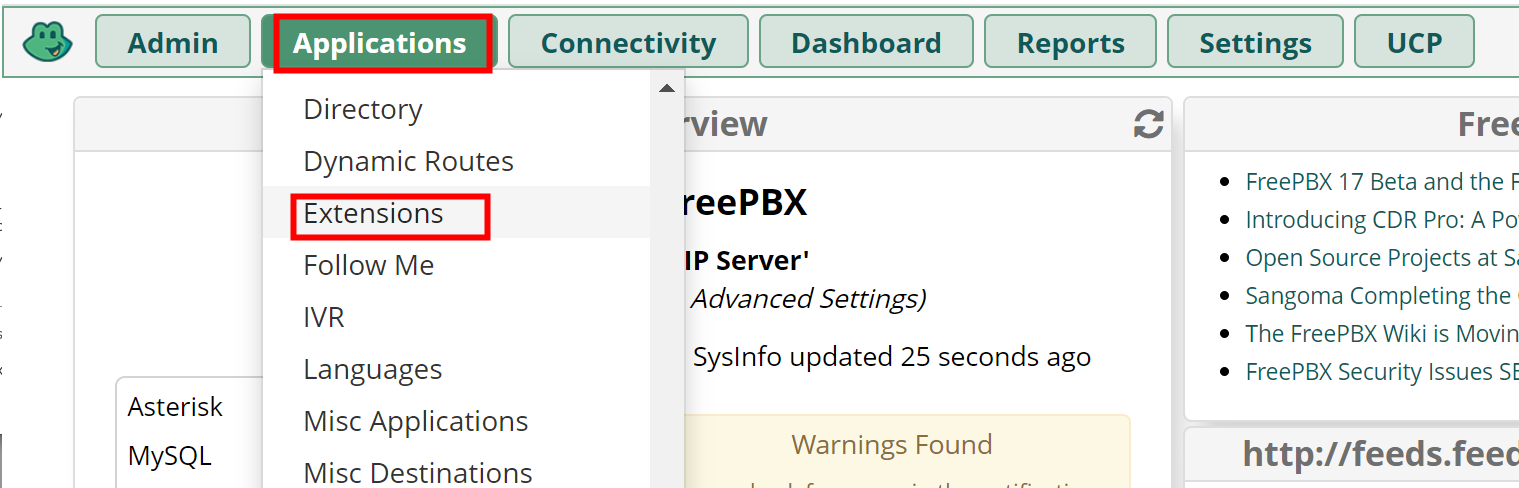 Admin
Applications
Connectivity
Dashboard
Reports
Settings
UCP
Directory
Dynamic Routes
Extensions
Follow Me
IVR
Languages
Misc Applications
Misc Destinations
Asterisk
MySQL
rview
reePBX
IP Server'
Advanced Settings)
SysInfo updated 25 seconds ago
Warnings Found
Free
FreePBX 17 Beta and the F
Introducing CDR Pro: A Po
Open Source Projects at Sa
Sangoma Completing the
The FreePBX Wiki is Movin
FreePBX Security Issues SE
http://feeds.feed